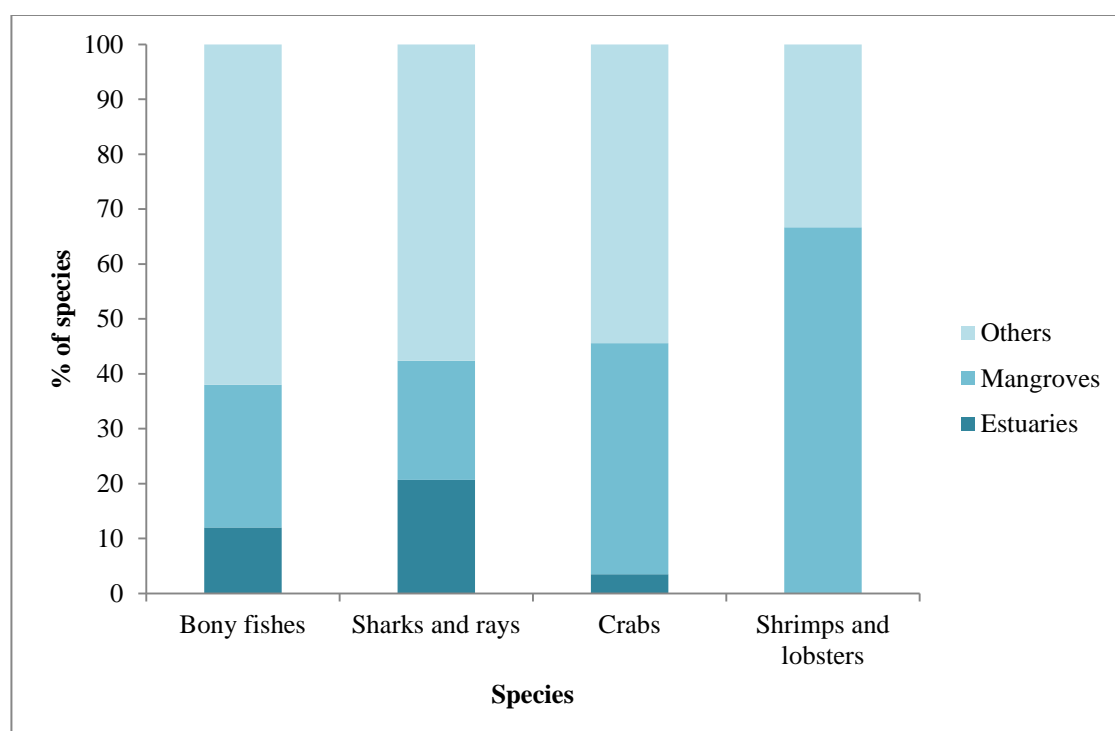 100
90
80
70
60
50
40
30
20
10
0
% of species
Bony fishes
Sharks and rays
Crabs
Shrimps and
lobsters
Species
Others
Mangroves
Estuaries